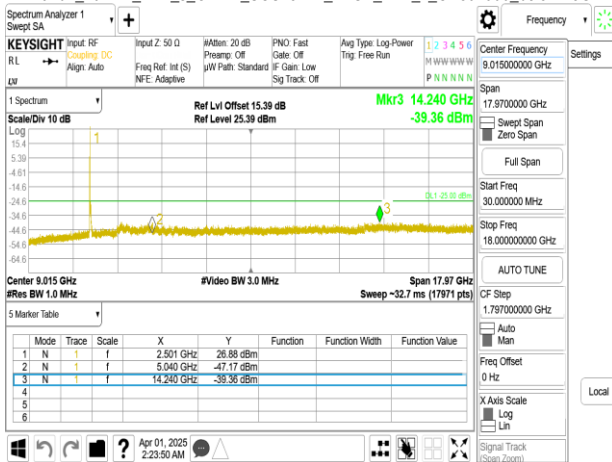 Spectrum Analyzer 1
Swept SA
+
Frequency
Settings
KEYSIGHT
Input: RF
Input Z: 50 Ω
#Atten: 20 dB
PNO: Fast
Avg Type: Log-Power
1 2 3 4 5 6
RL
Coupling: DC
Preamp: Off
Gate: Off
Trig: Free Run
M W W W W W
Align: Auto
Freq Ref: Int (S)
µW Path: Standard
IF Gain: Low
NFE: Adaptive
Sig Track: Off
P N N N N N
LXI
1 Spectrum
Ref Lvl Offset 15.39 dB
Mkr3 14.240 GHz
Scale/Div 10 dB
Ref Level 25.39 dBm
-39.36 dBm
Log
15.4
5.39
-4.61
-14.6
-24.6
-34.6
-44.6
-54.6
-64.6
1
2
3
DL1 -25.00 dBm
Center 9.015 GHz
#Video BW 3.0 MHz
Span 17.97 GHz
#Res BW 1.0 MHz
Sweep ~32.7 ms (17971 pts)
5 Marker Table
Mode Trace Scale X Y Function Function Width Function Value
1 N 1 f 2.501 GHz 26.88 dBm
2 N 1 f 5.040 GHz -47.17 dBm
3 N 1 f 14.240 GHz -39.36 dBm
4
5
6
Center Frequency
9.015000000 GHz
Span
17.9700000 GHz
Swept Span
Zero Span
Full Span
Start Freq
30.000000 MHz
Stop Freq
18.000000000 GHz
AUTO TUNE
CF Step
1.797000000 GHz
Auto
Man
Freq Offset
0 Hz
X Axis Scale
Log
Lin
Signal Track
(Span Zoom)
Local
?
Apr 01, 2025
2:23:50 AM